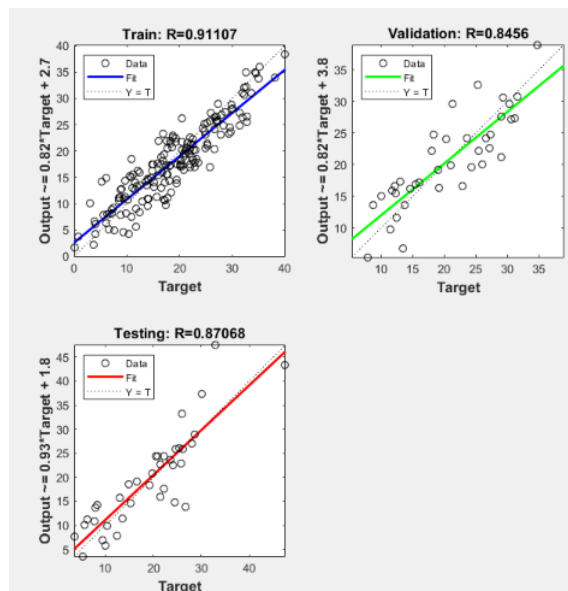 Train: R=0.91107
Data
Fit
Y = T
Output ~= 0.82*Target + 2.7
0
5
10
15
20
25
30
35
40
0
10
20
30
40
Target
Validation: R=0.8456
Data
Fit
Y = T
Output ~= 0.82*Target + 3.8
10
15
20
25
30
35
15
25
35
Target
Testing: R=0.87068
Data
Fit
Y = T
Output ~= 0.93*Target + 1.8
5
10
15
20
25
30
35
40
45
10
20
30
40
Target